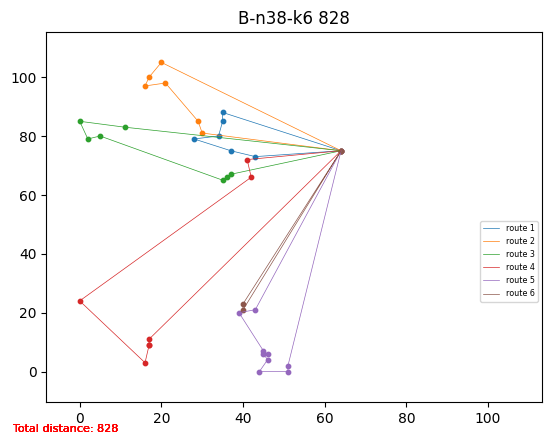 B-n38-k6 828
100
80
60
40
20
0
0 20 40 60 80 100
route 1
route 2
route 3
route 4
route 5
route 6
Total distance: 828